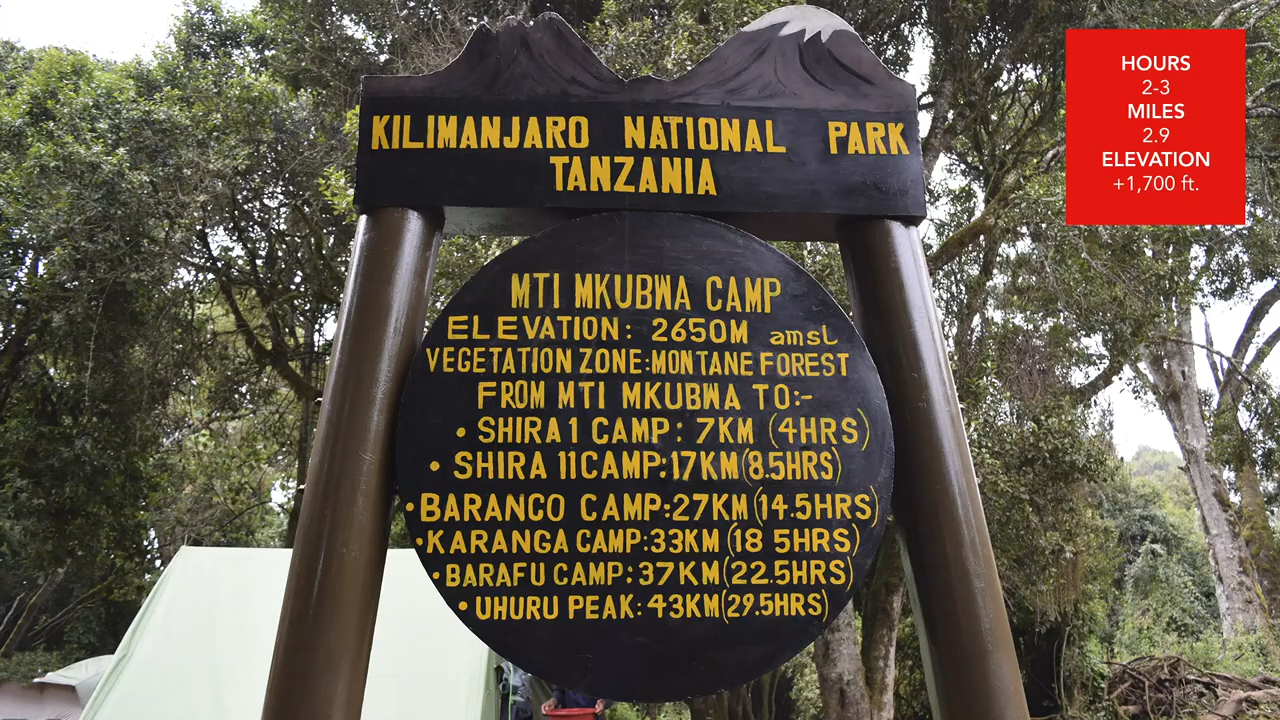 KILIMANJARO NATIONAL PARK
TANZANIA
MTI MKUBWA CAMP
ELEVATION: 2650M amsl
VEGETATION ZONE:MONTANE FOREST
FROM MTI MKUBWA TO:-
• SHIRA 1 CAMP: 7KM (4HRS)
• SHIRA 11 CAMP:17KM(8.5HRS)
• BARANCO CAMP:27KM(14.5HRS)
• KARANGA CAMP:33KM (18 5HRS)
• BARAFU CAMP:37KM(22.5HRS)
• UHURU PEAK:43KM(29.5HRS)
HOURS
2-3
MILES
2.9
ELEVATION
+1,700 ft.